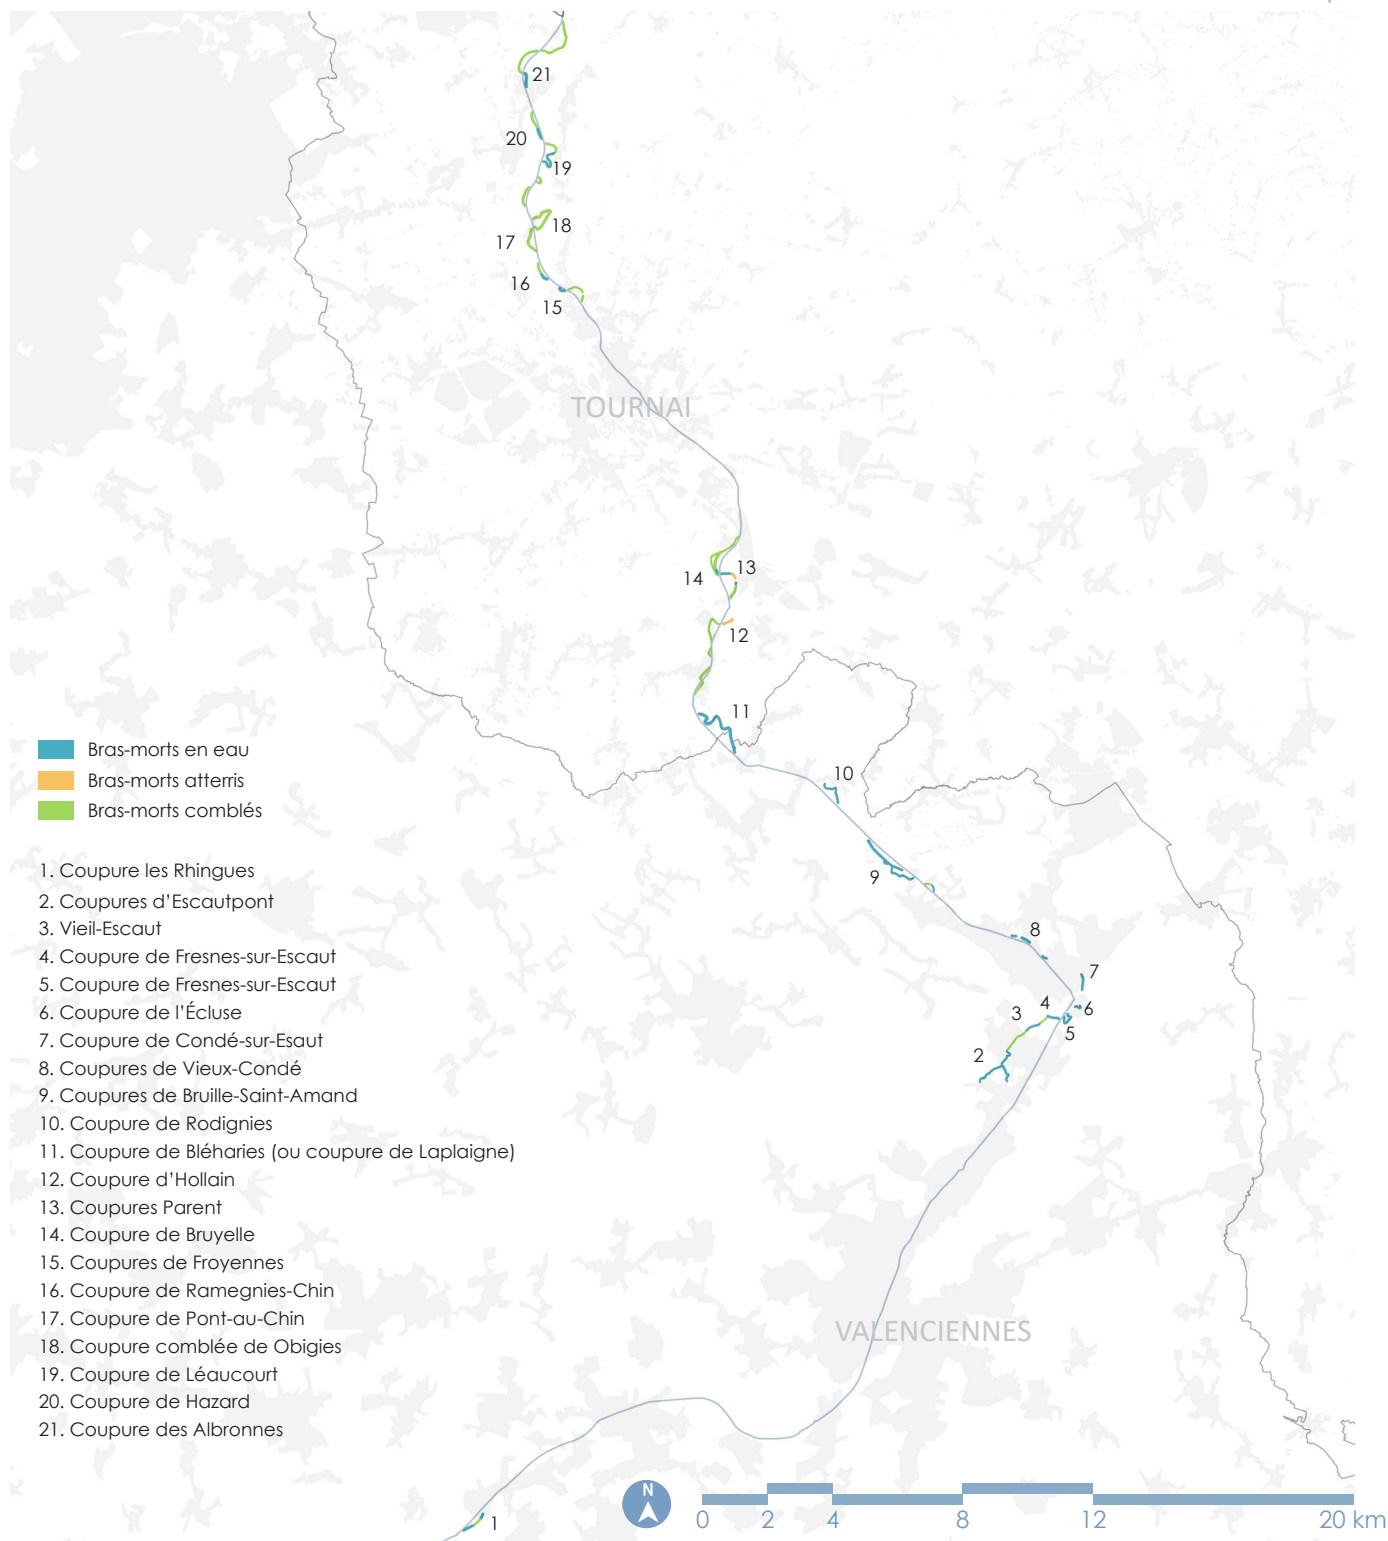 21
20
19
18
17
16
15
TOURNAI
13
14
12
11
10
9
8
7
6
5
4
3
2
Bras-morts en eau
Bras-morts atterris
Bras-morts comblés
1. Coupure les Rhingues
2. Coupures d'Escautpont
3. Vieil-Escaut
4. Coupure de Fresnes-sur-Escaut
5. Coupure de Fresnes-sur-Escaut
6. Coupure de l'Écluse
7. Coupure de Condé-sur-Esaut
8. Coupures de Vieux-Condé
9. Coupures de Bruille-Saint-Amand
10. Coupure de Rodignies
11. Coupure de Bléharies (ou coupure de Laplaigne)
12. Coupure d'Hollain
13. Coupures Parent
14. Coupure de Bruyelle
15. Coupures de Froyennes
16. Coupure de Ramegnies-Chin
17. Coupure de Pont-au-Chin
18. Coupure comblée de Obigies
19. Coupure de Léaucourt
20. Coupure de Hazard
21. Coupure des Albronnes
VALENCIENNES
1
N
0 2 4 8 12 20 km